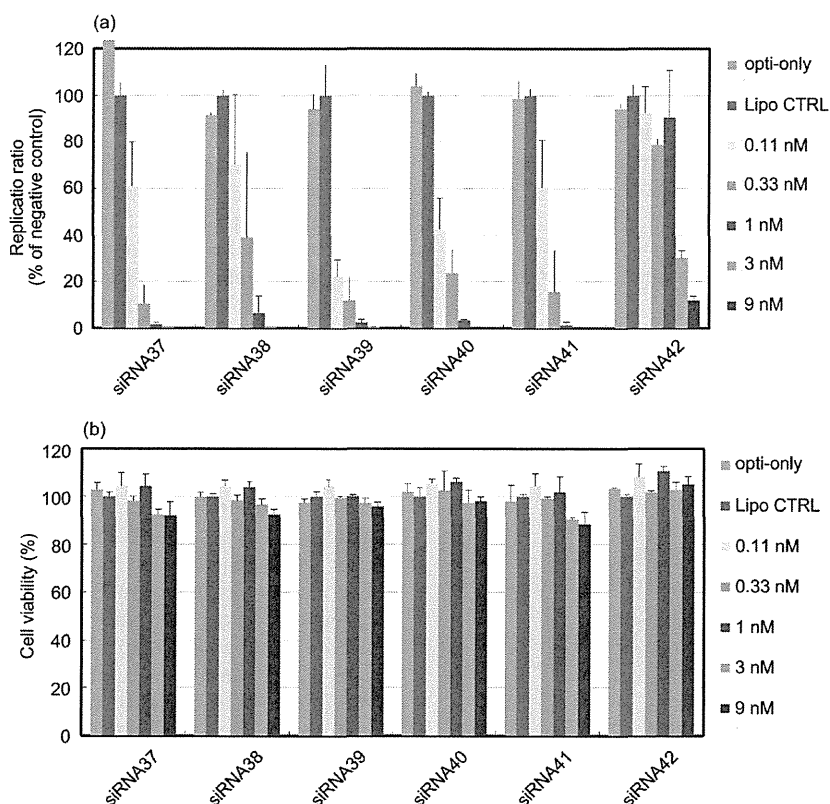 (a)
120
100
80
60
40
20
0
Replicatio ratio
(% of negative control)
siRNA37
siRNA38
siRNA39
siRNA40
siRNA41
siRNA42
opti-only
Lipo CTRL
0.11 nM
0.33 nM
1 nM
3 nM
9 nM
(b)
120
100
80
60
40
20
0
Cell viability (%)
siRNA37
siRNA38
siRNA39
siRNA40
siRNA41
siRNA42
opti-only
Lipo CTRL
0.11 nM
0.33 nM
1 nM
3 nM
9 nM